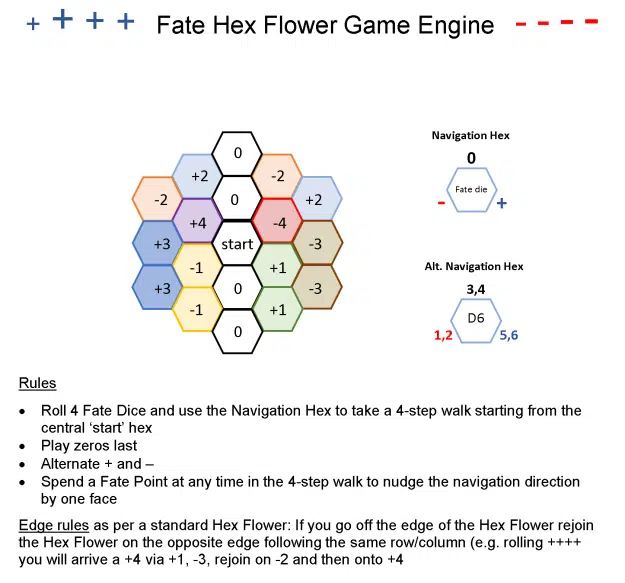 + + + + Fate Hex Flower Game Engine - - - -
Navigation Hex
0
Fate die
- +
0
+2 -2
-2 0 +2
+4 -4
+3 start -3
-1 +1
+3 0 -3
-1 +1
0
Alt. Navigation Hex
3,4
D6
1,2 5,6
Rules
• Roll 4 Fate Dice and use the Navigation Hex to take a 4-step walk starting from the
central ‘start’ hex
• Play zeros last
• Alternate + and –
• Spend a Fate Point at any time in the 4-step walk to nudge the navigation direction
by one face
Edge rules as per a standard Hex Flower: If you go off the edge of the Hex Flower rejoin
the Hex Flower on the opposite edge following the same row/column (e.g. rolling ++++
you will arrive a +4 via +1, -3, rejoin on -2 and then onto +4